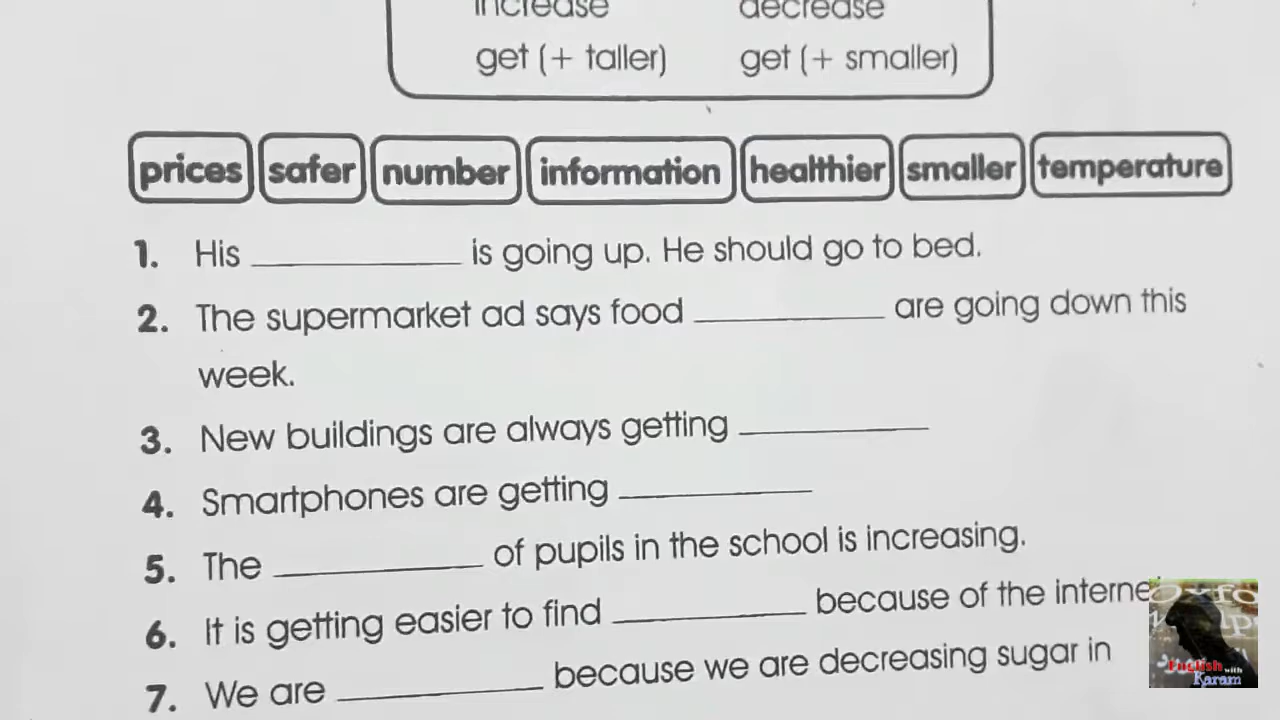 increase decrease
get (+ taller) get (+ smaller)
prices safer number information healthier smaller temperature
1. His ____________ is going up. He should go to bed.
2. The supermarket ad says food ____________ are going down this
week.
3. New buildings are always getting ____________
4. Smartphones are getting ____________
5. The ____________ of pupils in the school is increasing.
6. It is getting easier to find ____________ because of the internet
7. We are ____________ because we are decreasing sugar in
English with
Karam